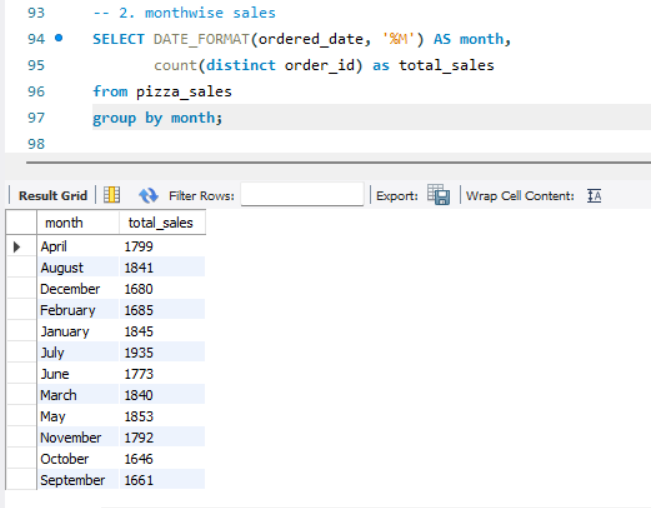 93 -- 2. monthwise sales
94 SELECT DATE_FORMAT(ordered_date, '%M') AS month,
95 count(distinct order_id) as total_sales
96 from pizza_sales
97 group by month;
98
Result Grid Filter Rows: Export: Wrap Cell Content: IA
month total_sales
April 1799
August 1841
December 1680
February 1685
January 1845
July 1935
June 1773
March 1840
May 1853
November 1792
October 1646
September 1661